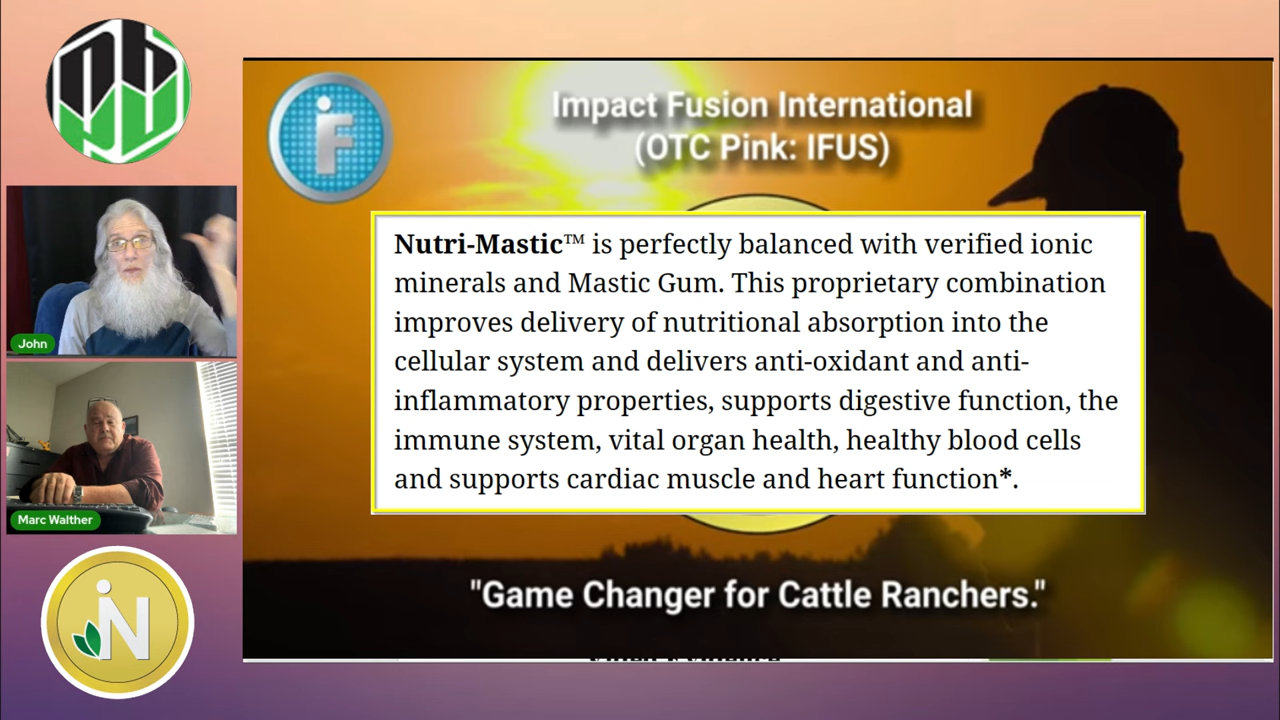 Impact Fusion International
(OTC Pink: IFUS)
iF
Nutri-Mastic™ is perfectly balanced with verified ionic
minerals and Mastic Gum. This proprietary combination
improves delivery of nutritional absorption into the
cellular system and delivers anti-oxidant and anti-
inflammatory properties, supports digestive function, the
immune system, vital organ health, healthy blood cells
and supports cardiac muscle and heart function*.
"Game Changer for Cattle Ranchers."
John
Marc Walther
iN